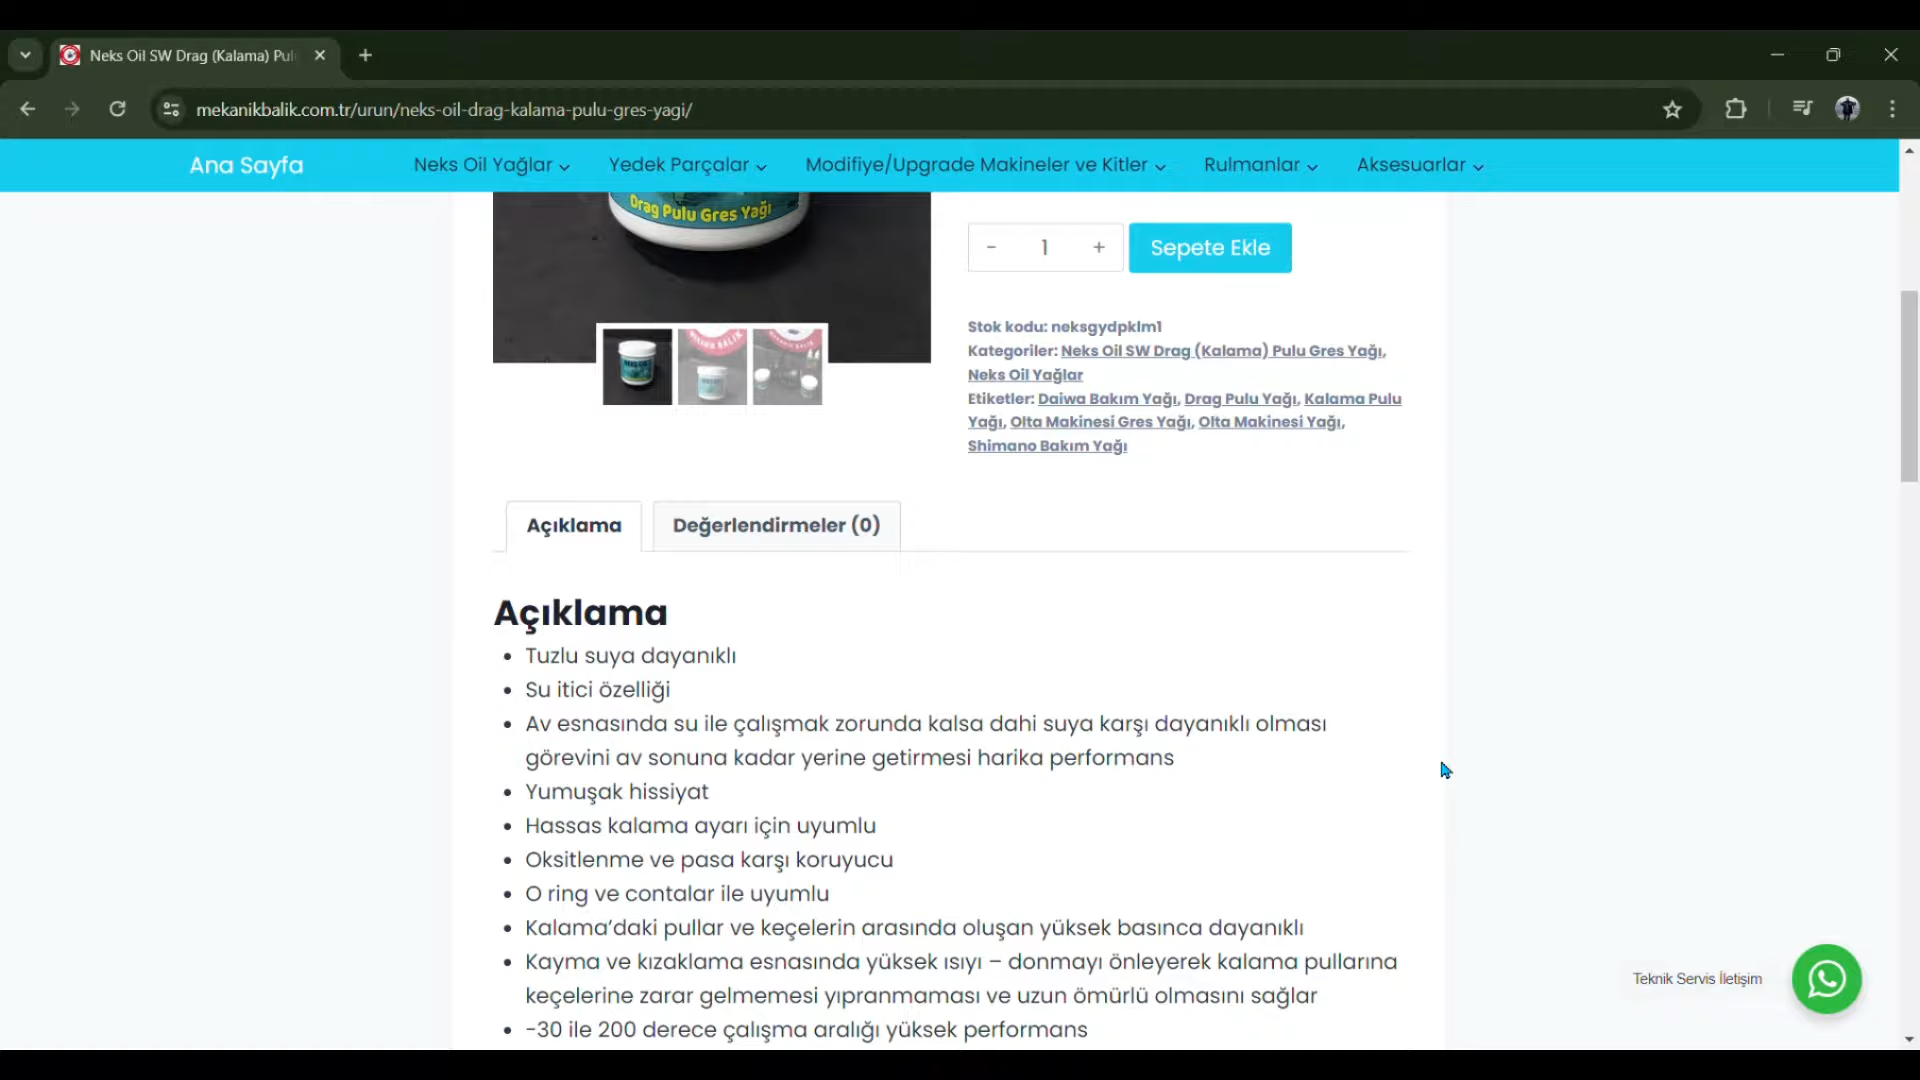 Neks Oil SW Drag (Kalama) Pul
mekanikbalik.com.tr/urun/neks-oil-drag-kalama-pulu-gres-yagi/
Ana Sayfa
Neks Oil Yağlar
Yedek Parçalar
Modifiye/Upgrade Makineler ve Kitler
Rulmanlar
Aksesuarlar
Drag Pulu Gres Yağı
- 1 +
Sepete Ekle
Stok kodu: neksgydpklm1
Kategoriler: Neks Oil SW Drag (Kalama) Pulu Gres Yağı,
Neks Oil Yağlar
Etiketler: Daiwa Bakım Yağı, Drag Pulu Yağı, Kalama Pulu
Yağı, Olta Makinesi Gres Yağı, Olta Makinesi Yağı,
Shimano Bakım Yağı
Açıklama
Değerlendirmeler (0)
Açıklama
• Tuzlu suya dayanıklı
• Su itici özelliği
• Av esnasında su ile çalışmak zorunda kalsa dahi suya karşı dayanıklı olması
görevini av sonuna kadar yerine getirmesi harika performans
• Yumuşak hissiyat
• Hassas kalama ayarı için uyumlu
• Oksitlenme ve pasa karşı koruyucu
• O ring ve contalar ile uyumlu
• Kalama’daki pullar ve keçelerin arasında oluşan yüksek basınca dayanıklı
• Kayma ve kızaklama esnasında yüksek ısıyı – donmayı önleyerek kalama pullarına
keçelerine zarar gelmemesi yıpranmaması ve uzun ömürlü olmasını sağlar
• -30 ile 200 derece çalışma aralığı yüksek performans
Teknik Servis İletişim